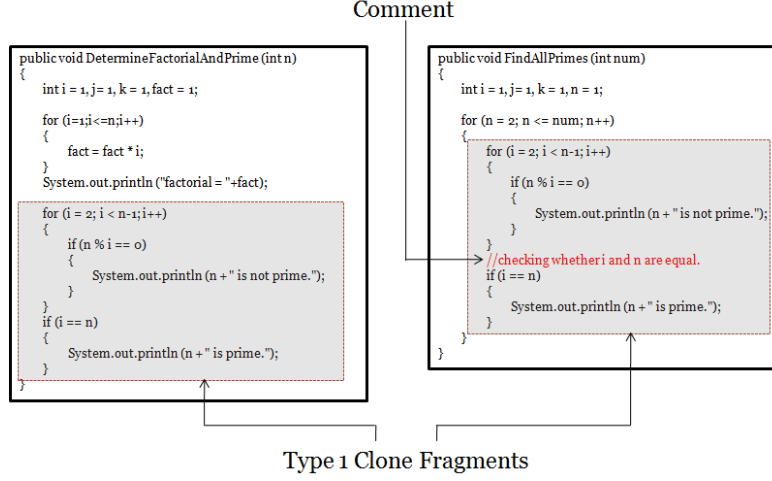 Comment
public void DetermineFactorialAndPrime (int n)
{
int i = 1, j= 1, k = 1, fact = 1;
for (i=1;i<=n;i++)
{
fact = fact * i;
}
System.out.println ("factorial = "+fact);
for (i = 2; i < n-1;i++)
{
if (n % i == 0)
{
System.out.println (n + " is not prime.");
}
}
if (i == n)
{
System.out.println (n + " is prime.");
}
}
public void FindAllPrimes (int num)
{
int i = 1, j= 1, k = 1, n = 1;
for (n = 2; n <= num; n++)
{
for (i = 2; i < n-1; i++)
{
if (n % i == 0)
{
System.out.println (n + " is not prime.");
}
}
//checking whether i and n are equal.
if (i == n)
{
System.out.println (n + " is prime.");
}
}
}
Type 1 Clone Fragments